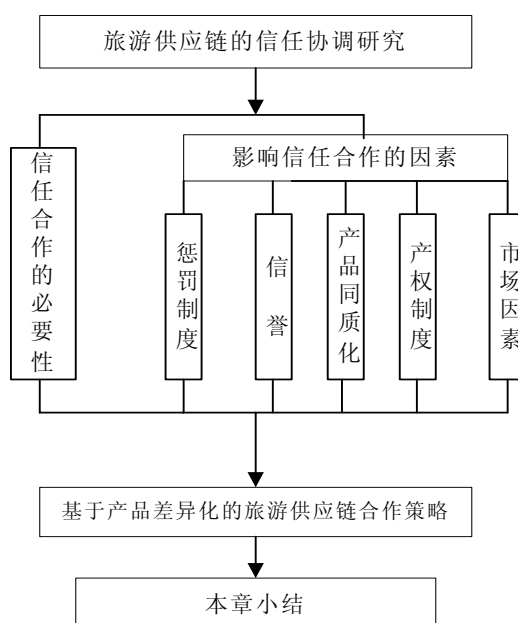 旅游供应链的信任协调研究
影响信任合作的因素
信任合作的必要性
惩罚制度
信誉
产品同质化
产权制度
市场因素
基于产品差异化的旅游供应链合作策略
本章小结